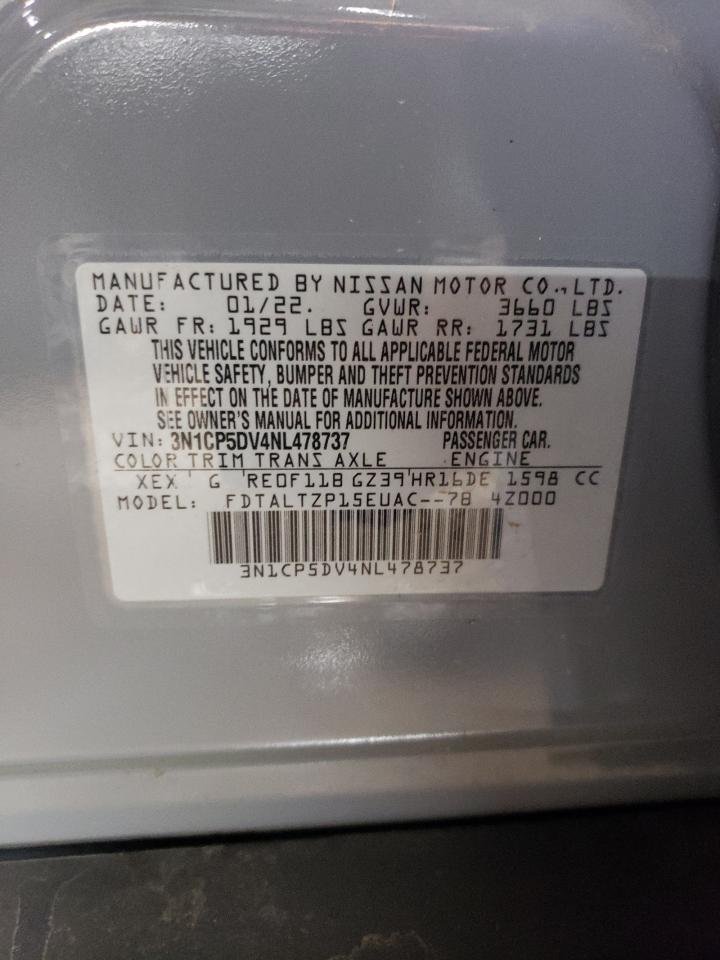 MANUFACTURED BY NISSAN MOTOR CO., LTD.
DATE: 01/22. GVWR: 3660 LBS
GAWR FR: 1929 LBS GAWR RR: 1731 LBS
THIS VEHICLE CONFORMS TO ALL APPLICABLE FEDERAL MOTOR
VEHICLE SAFETY, BUMPER AND THEFT PREVENTION STANDARDS
IN EFFECT ON THE DATE OF MANUFACTURE SHOWN ABOVE.
SEE OWNER'S MANUAL FOR ADDITIONAL INFORMATION.
VIN: 3N1CP5DV4NL478737 PASSENGER CAR.
COLOR TRIM TRANS AXLE ENGINE
XEX ' G 'RE0F11B GZ39'HR16DE 1598 CC
MODEL: FDTALTZP15EUAC--78 4Z000
3N1CP5DV4NL478737